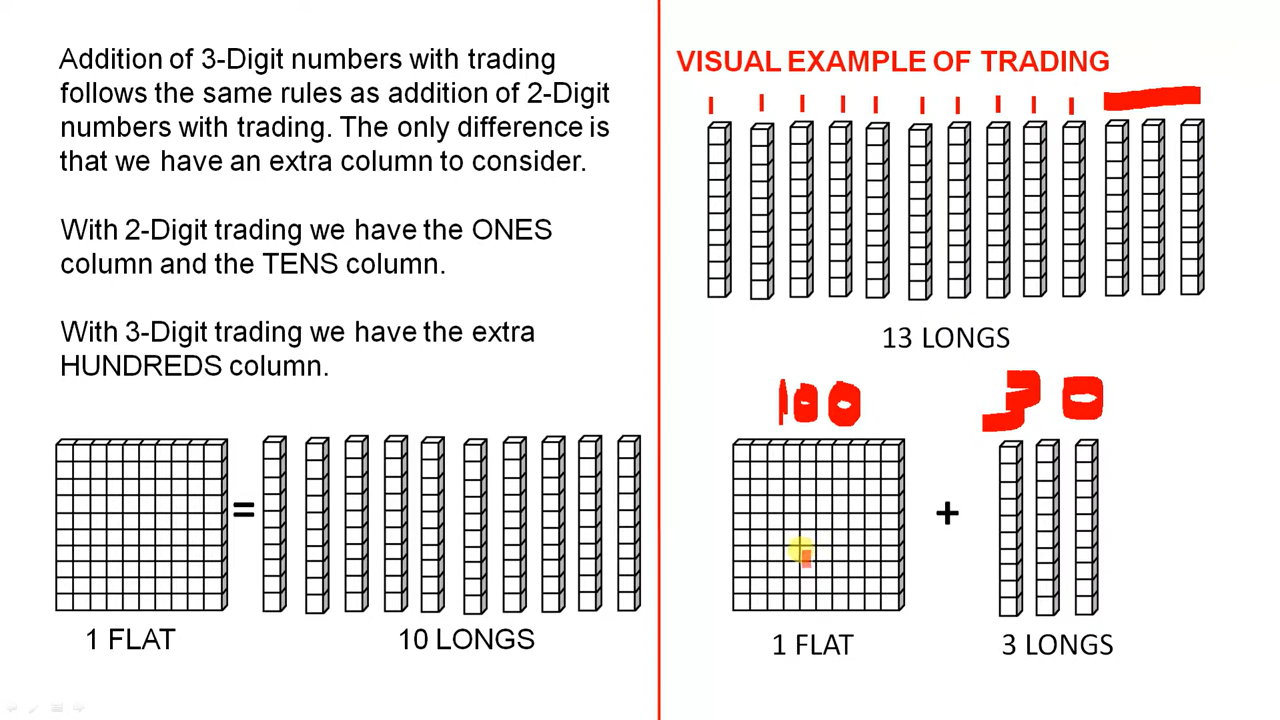 Addition of 3-Digit numbers with trading
follows the same rules as addition of 2-Digit
numbers with trading. The only difference is
that we have an extra column to consider.
With 2-Digit trading we have the ONES
column and the TENS column.
With 3-Digit trading we have the extra
HUNDREDS column.
=
1 FLAT
10 LONGS
VISUAL EXAMPLE OF TRADING
13 LONGS
100
30
+
1 FLAT
3 LONGS